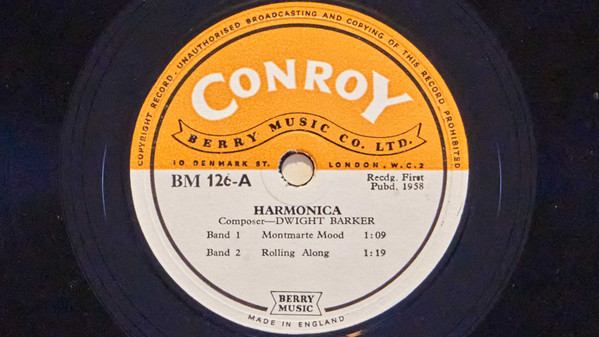 COPYRIGHT RECORD. UNAUTHORISED BROADCASTING AND COPYING OF THIS RECORD PROHIBITED
CONROY
BERRY MUSIC CO. LTD.
10 DENMARK ST. LONDON, W.C.2
BM 126-A
Recdg. First
Pubd. 1958
HARMONICA
Composer—DWIGHT BARKER
Band 1 Montmarte Mood 1:09
Band 2 Rolling Along 1:19
BERRY
MUSIC
MADE IN ENGLAND